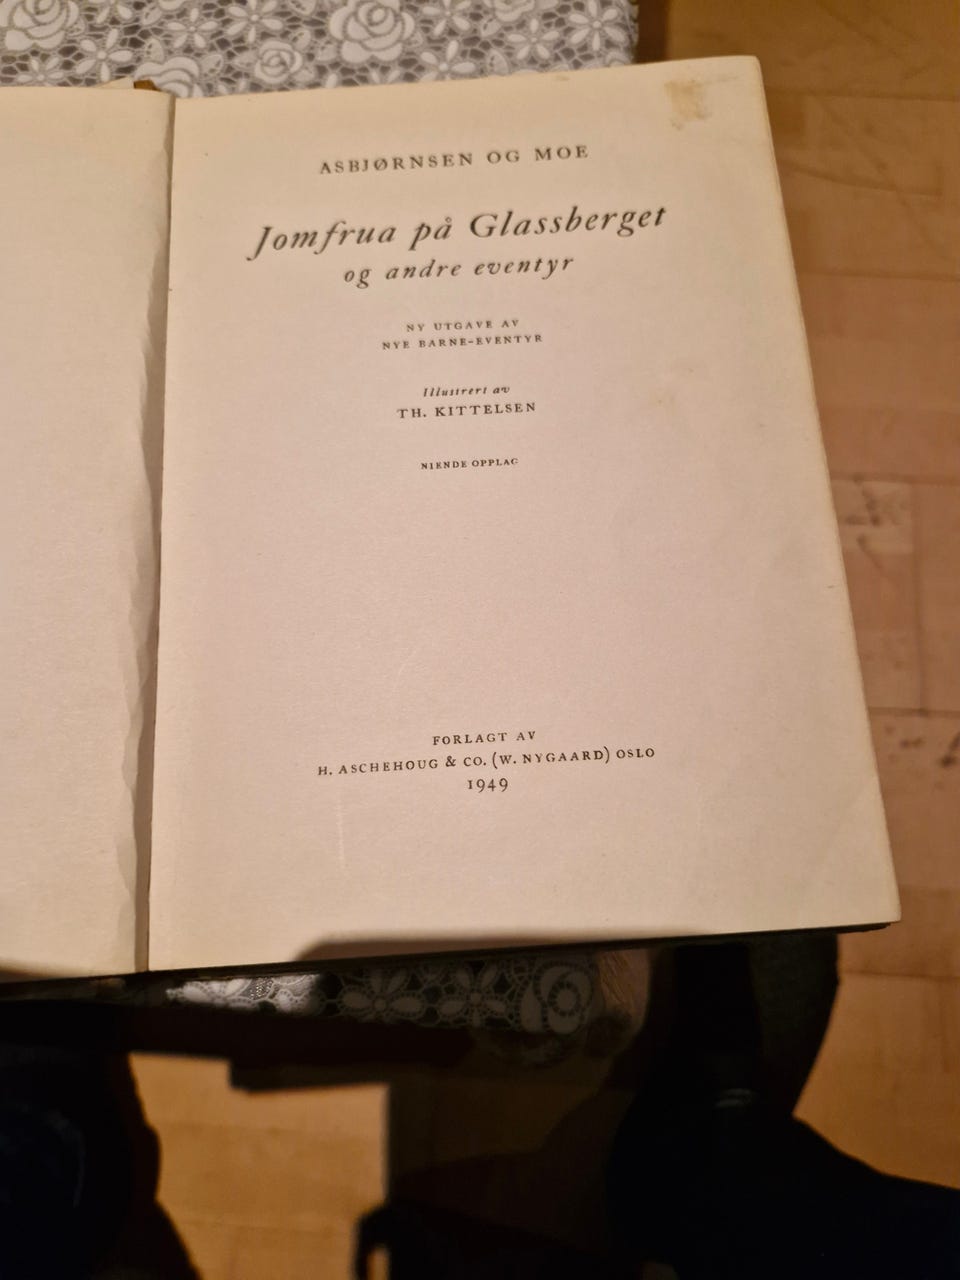 ASBJØRNSEN OG MOE
Jomfrua på Glassberget
og andre eventyr
NY UTGAVE AV
NYE BARNE-EVENTYR
Illustrert av
TH. KITTELSEN
NIENDE OPPLAG
FORLAGT AV
H. ASCHEHOUG & CO. (W. NYGAARD) OSLO
1949